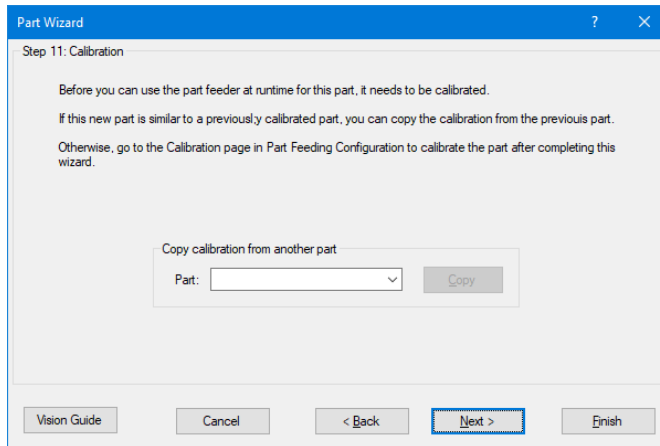 Part Wizard
?
Step 11: Calibration
Before you can use the part feeder at runtime for this part, it needs to be calibrated.
If this new part is similar to a previousl;y calibrated part, you can copy the calibration from the previouis part.
Otherwise, go to the Calibration page in Part Feeding Configuration to calibrate the part after completing this
wizard.
Copy calibration from another part
Part:
Copy
Vision Guide
Cancel
< Back
Next >
Finish